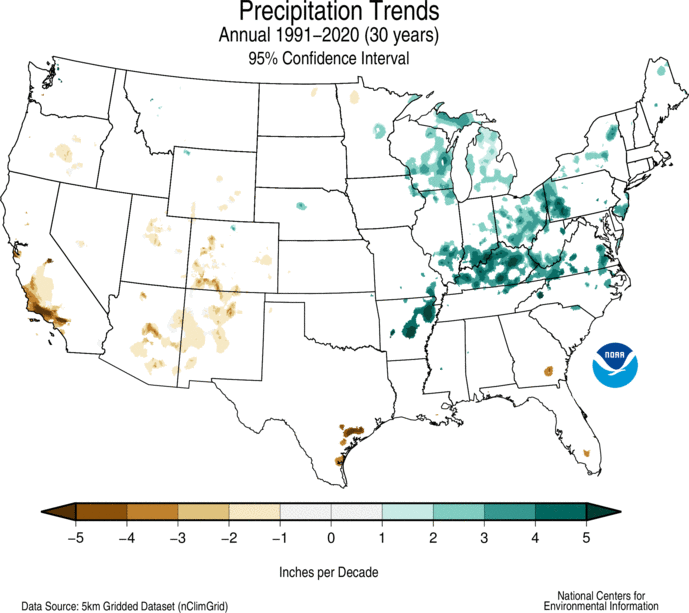 Precipitation Trends
Annual 1991–2020 (30 years)
95% Confidence Interval
NOAA
−5 −4 −3 −2 −1 0 1 2 3 4 5
Inches per Decade
National Centers for
Environmental Information
Data Source: 5km Gridded Dataset (nClimGrid)